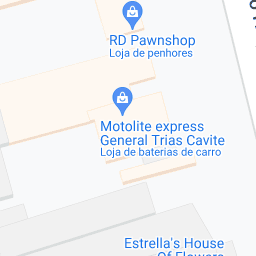 RD Pawnshop
Loja de penhores
Motolite express
General Trias Cavite
Loja de baterias de carro
Estrella's House
Of Flowers